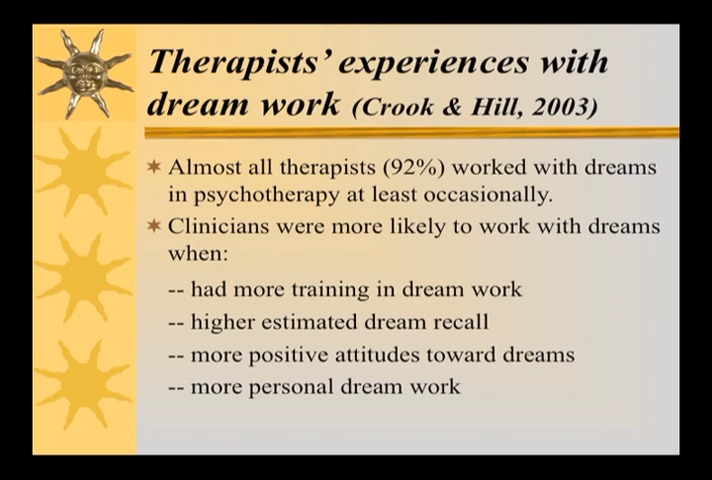 Therapists’ experiences with
dream work (Crook & Hill, 2003)
Almost all therapists (92%) worked with dreams
in psychotherapy at least occasionally.
Clinicians were more likely to work with dreams
when:
-- had more training in dream work
-- higher estimated dream recall
-- more positive attitudes toward dreams
-- more personal dream work